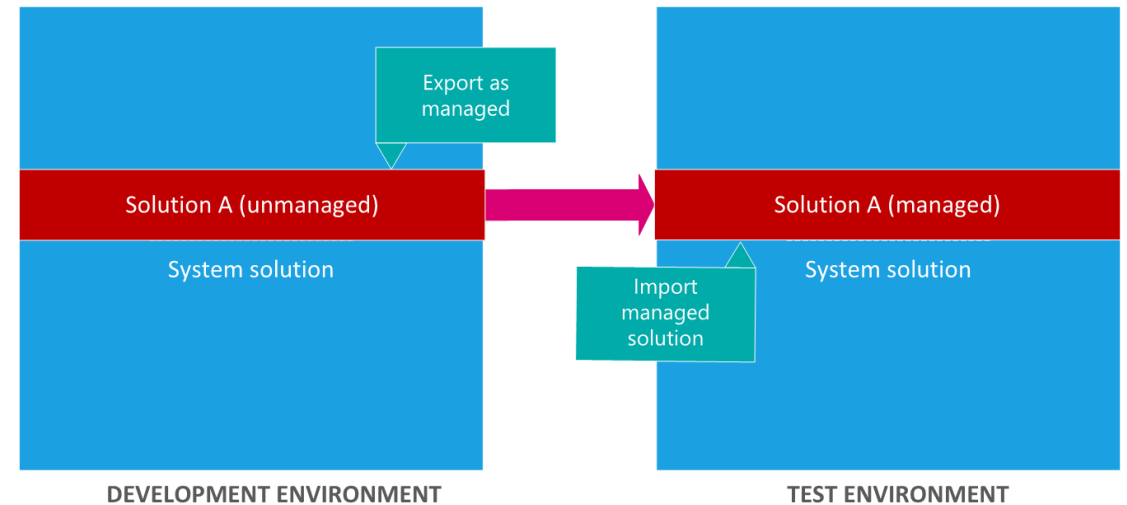 Export as
managed
Solution A (unmanaged)
Solution A (managed)
System solution
System solution
Import
managed
solution
DEVELOPMENT ENVIRONMENT
TEST ENVIRONMENT